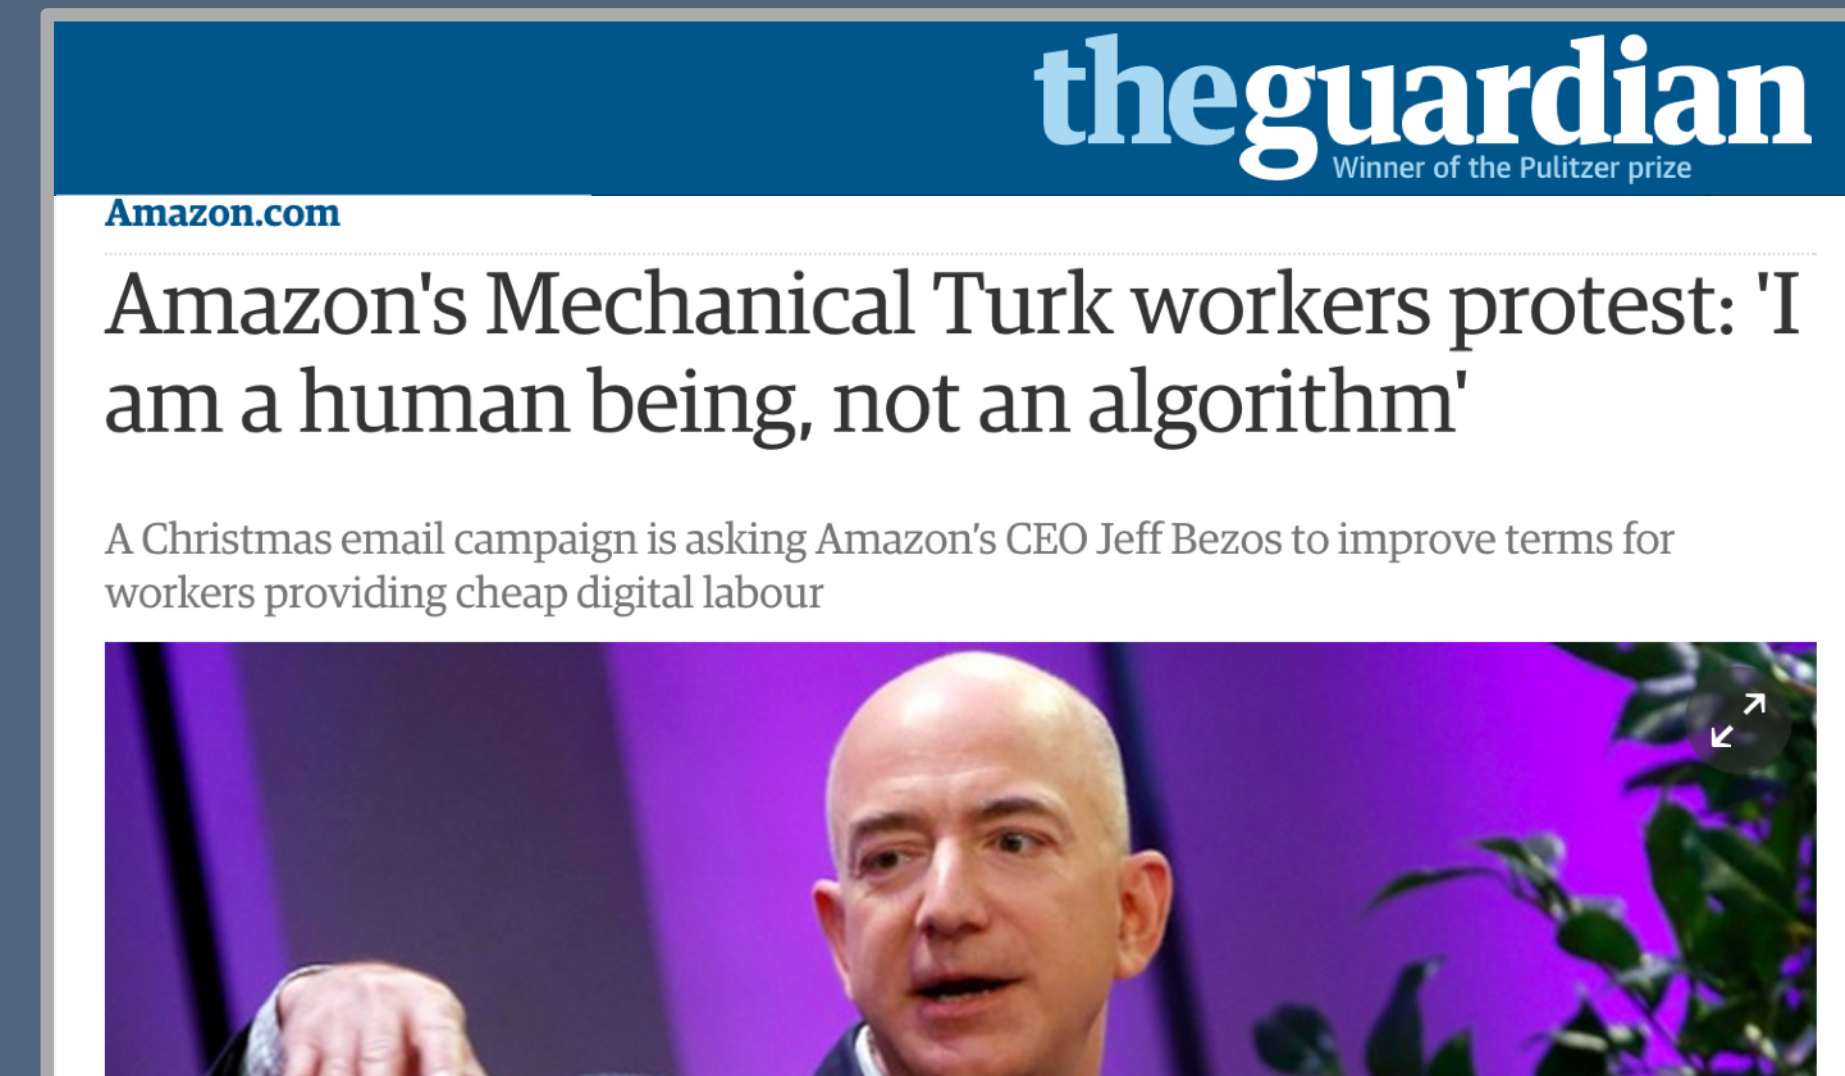 theguardian
Winner of the Pulitzer prize
Amazon.com
Amazon's Mechanical Turk workers protest: 'I
am a human being, not an algorithm'
A Christmas email campaign is asking Amazon’s CEO Jeff Bezos to improve terms for
workers providing cheap digital labour